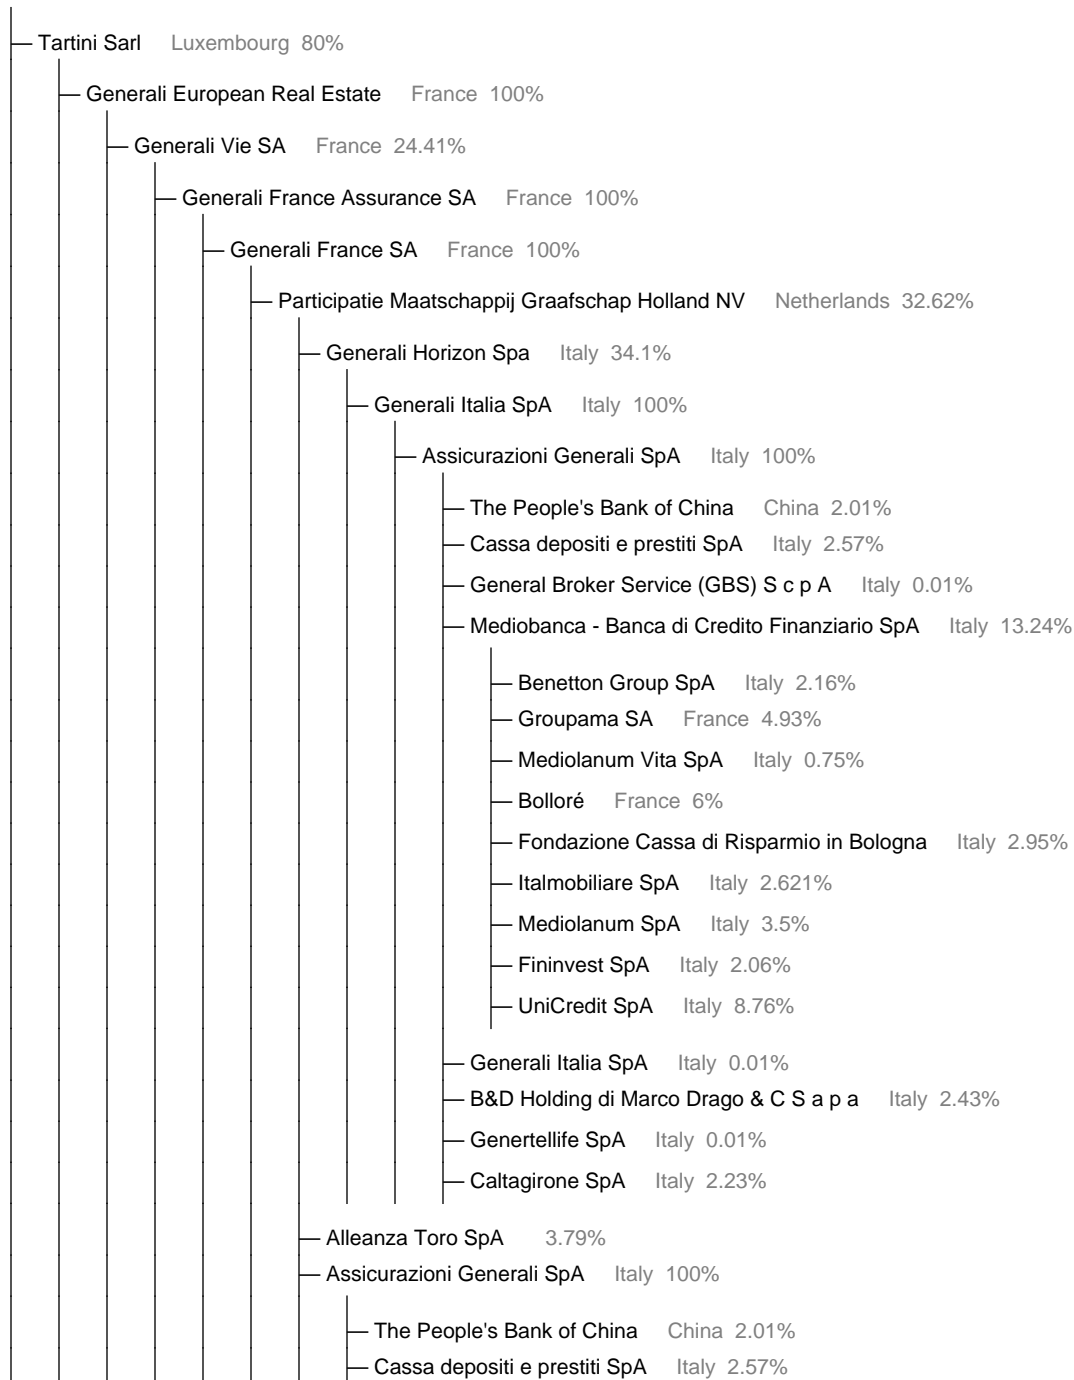 Tartini Sarl Luxembourg 80%
Generali European Real Estate France 100%
Generali Vie SA France 24.41%
Generali France Assurance SA France 100%
Generali France SA France 100%
Participatie Maatschappij Graafschap Holland NV Netherlands 32.62%
Generali Horizon Spa Italy 34.1%
Generali Italia SpA Italy 100%
Assicurazioni Generali SpA Italy 100%
The People's Bank of China China 2.01%
Cassa depositi e prestiti SpA Italy 2.57%
General Broker Service (GBS) S c p A Italy 0.01%
Mediobanca - Banca di Credito Finanziario SpA Italy 13.24%
Benetton Group SpA Italy 2.16%
Groupama SA France 4.93%
Mediolanum Vita SpA Italy 0.75%
Bolloré France 6%
Fondazione Cassa di Risparmio in Bologna Italy 2.95%
Italmobiliare SpA Italy 2.621%
Mediolanum SpA Italy 3.5%
Fininvest SpA Italy 2.06%
UniCredit SpA Italy 8.76%
Generali Italia SpA Italy 0.01%
B&D Holding di Marco Drago & C S a p a Italy 2.43%
Genertellife SpA Italy 0.01%
Caltagirone SpA Italy 2.23%
Alleanza Toro SpA 3.79%
Assicurazioni Generali SpA Italy 100%
The People's Bank of China China 2.01%
Cassa depositi e prestiti SpA Italy 2.57%